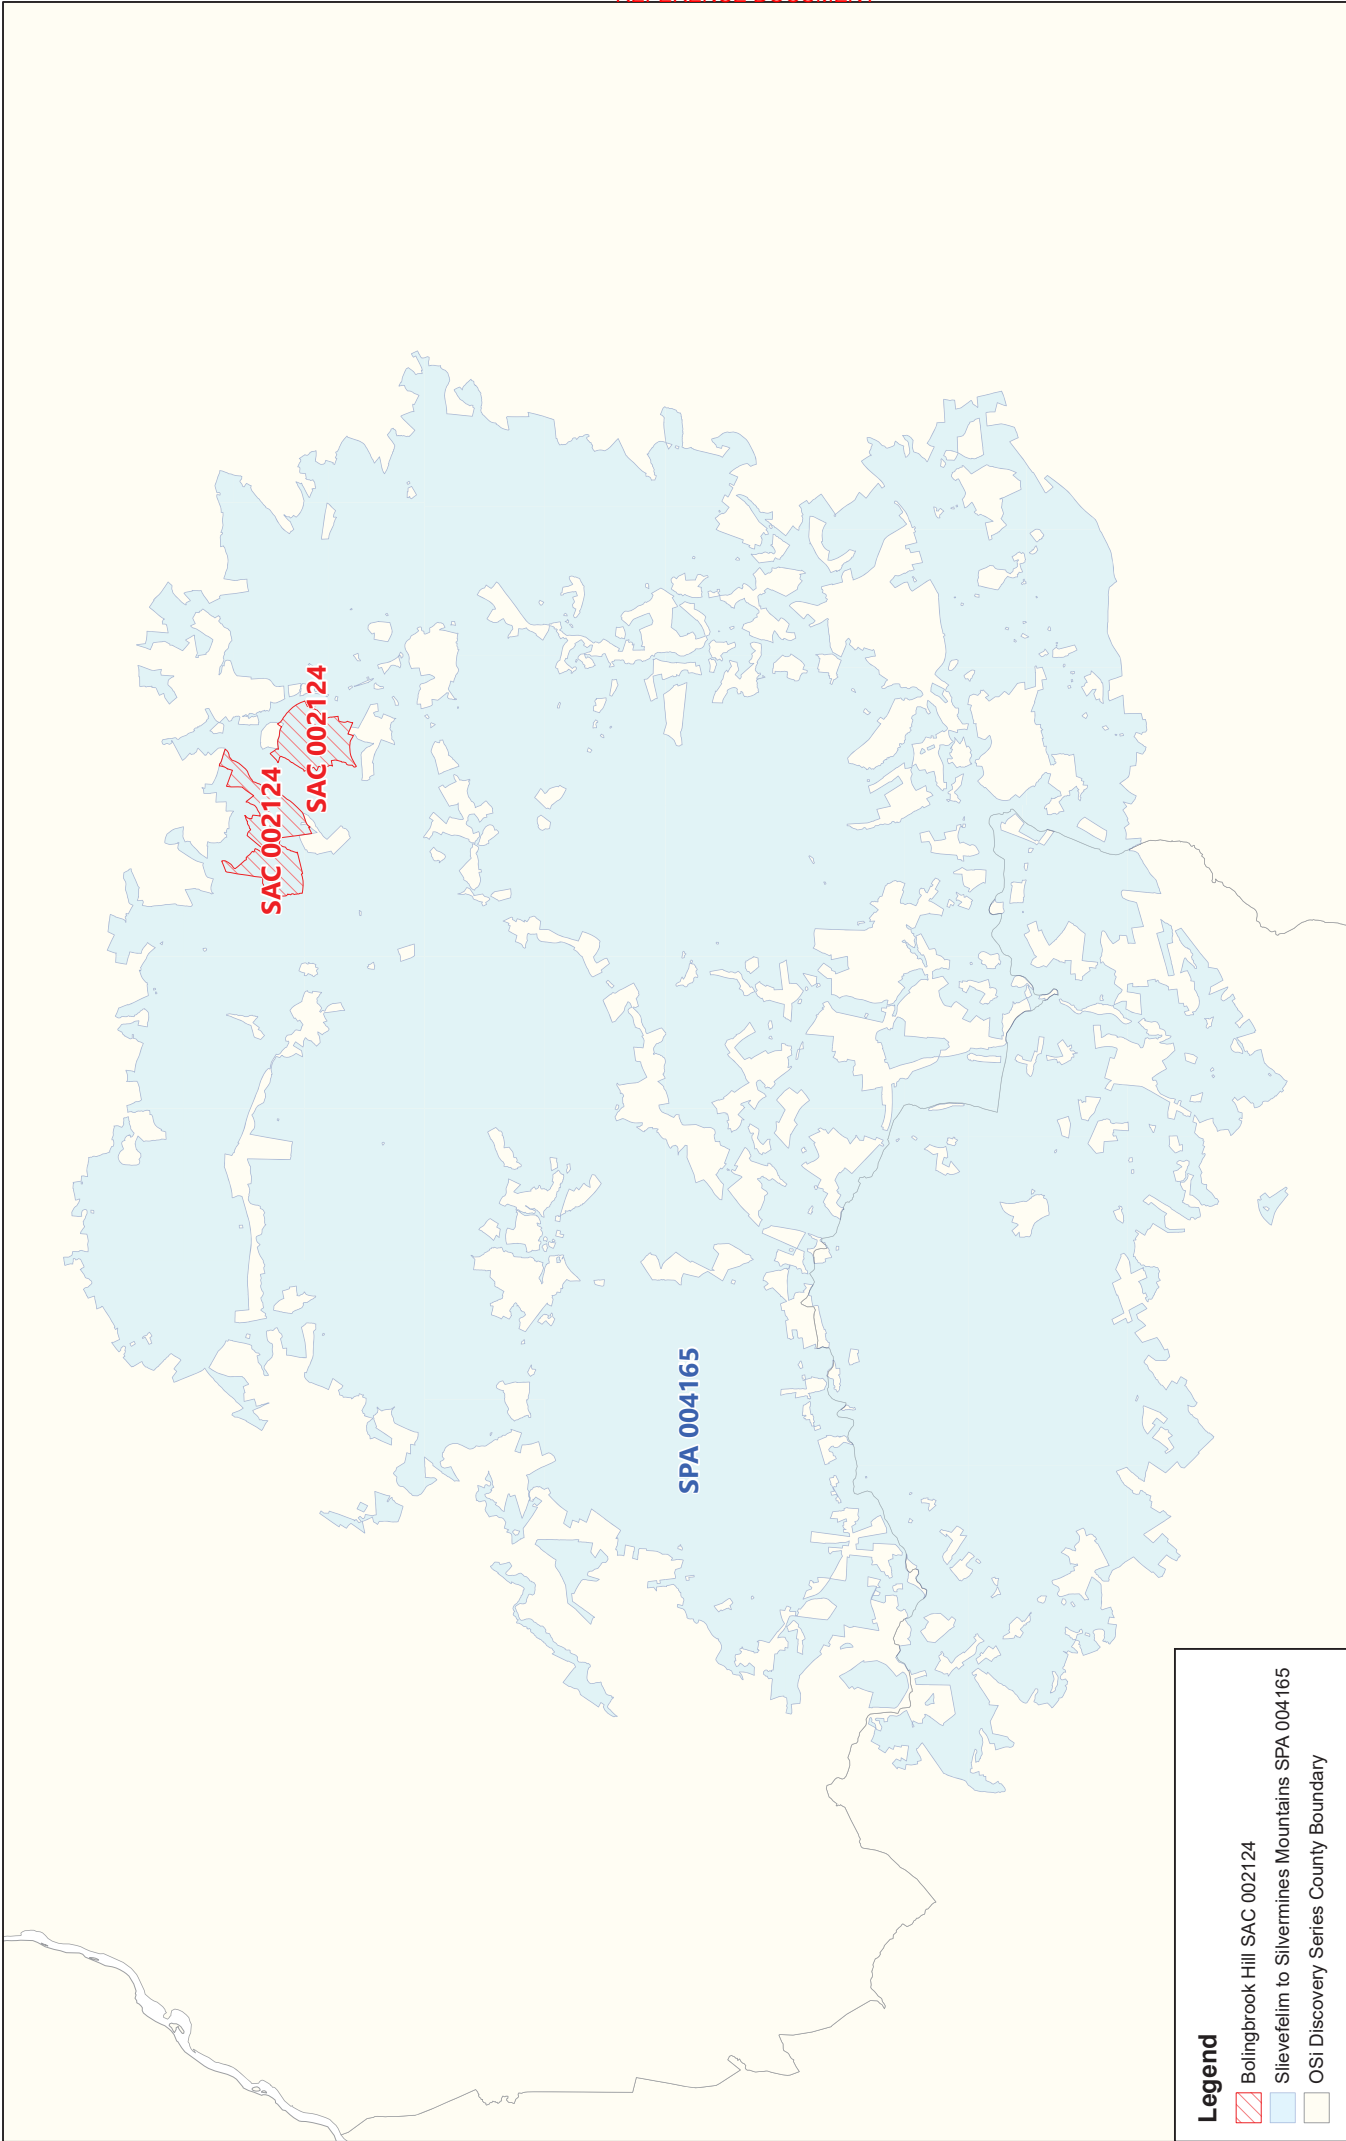 SAC 002124
SAC 002124
SPA 004165
Legend
Bolingbrook Hill SAC 002124
Slievefelim to Silvermines Mountains SPA 004165
OSi Discovery Series County Boundary